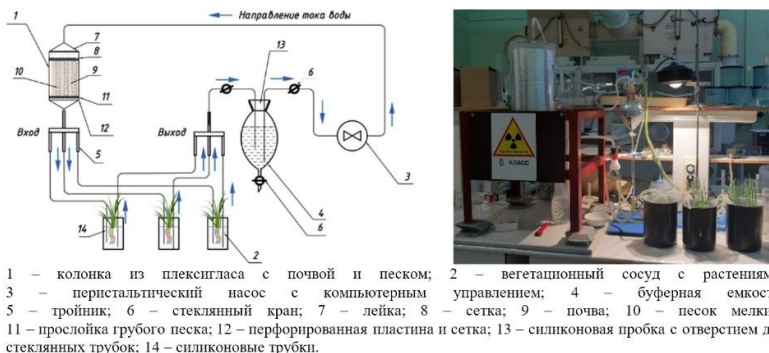 Направление тока воды
1
7
8
10
9
11
12
Вход
5
Выход
13
6
3
4
6
14
2
КЛАСС
1 – колонка из плексигласа с почвой и песком; 2 – вегетационный сосуд с растениям
3 – перистальтический насос с компьютерным управлением; 4 – буферная емкост
5 – тройник; 6 – стеклянный кран; 7 – лейка; 8 – сетка; 9 – почва; 10 – песок мелки
11 – прослойка грубого песка; 12 – перфорированная пластина и сетка; 13 – силиконовая пробка с отверстием д
стеклянных трубок; 14 – силиконовые трубки.